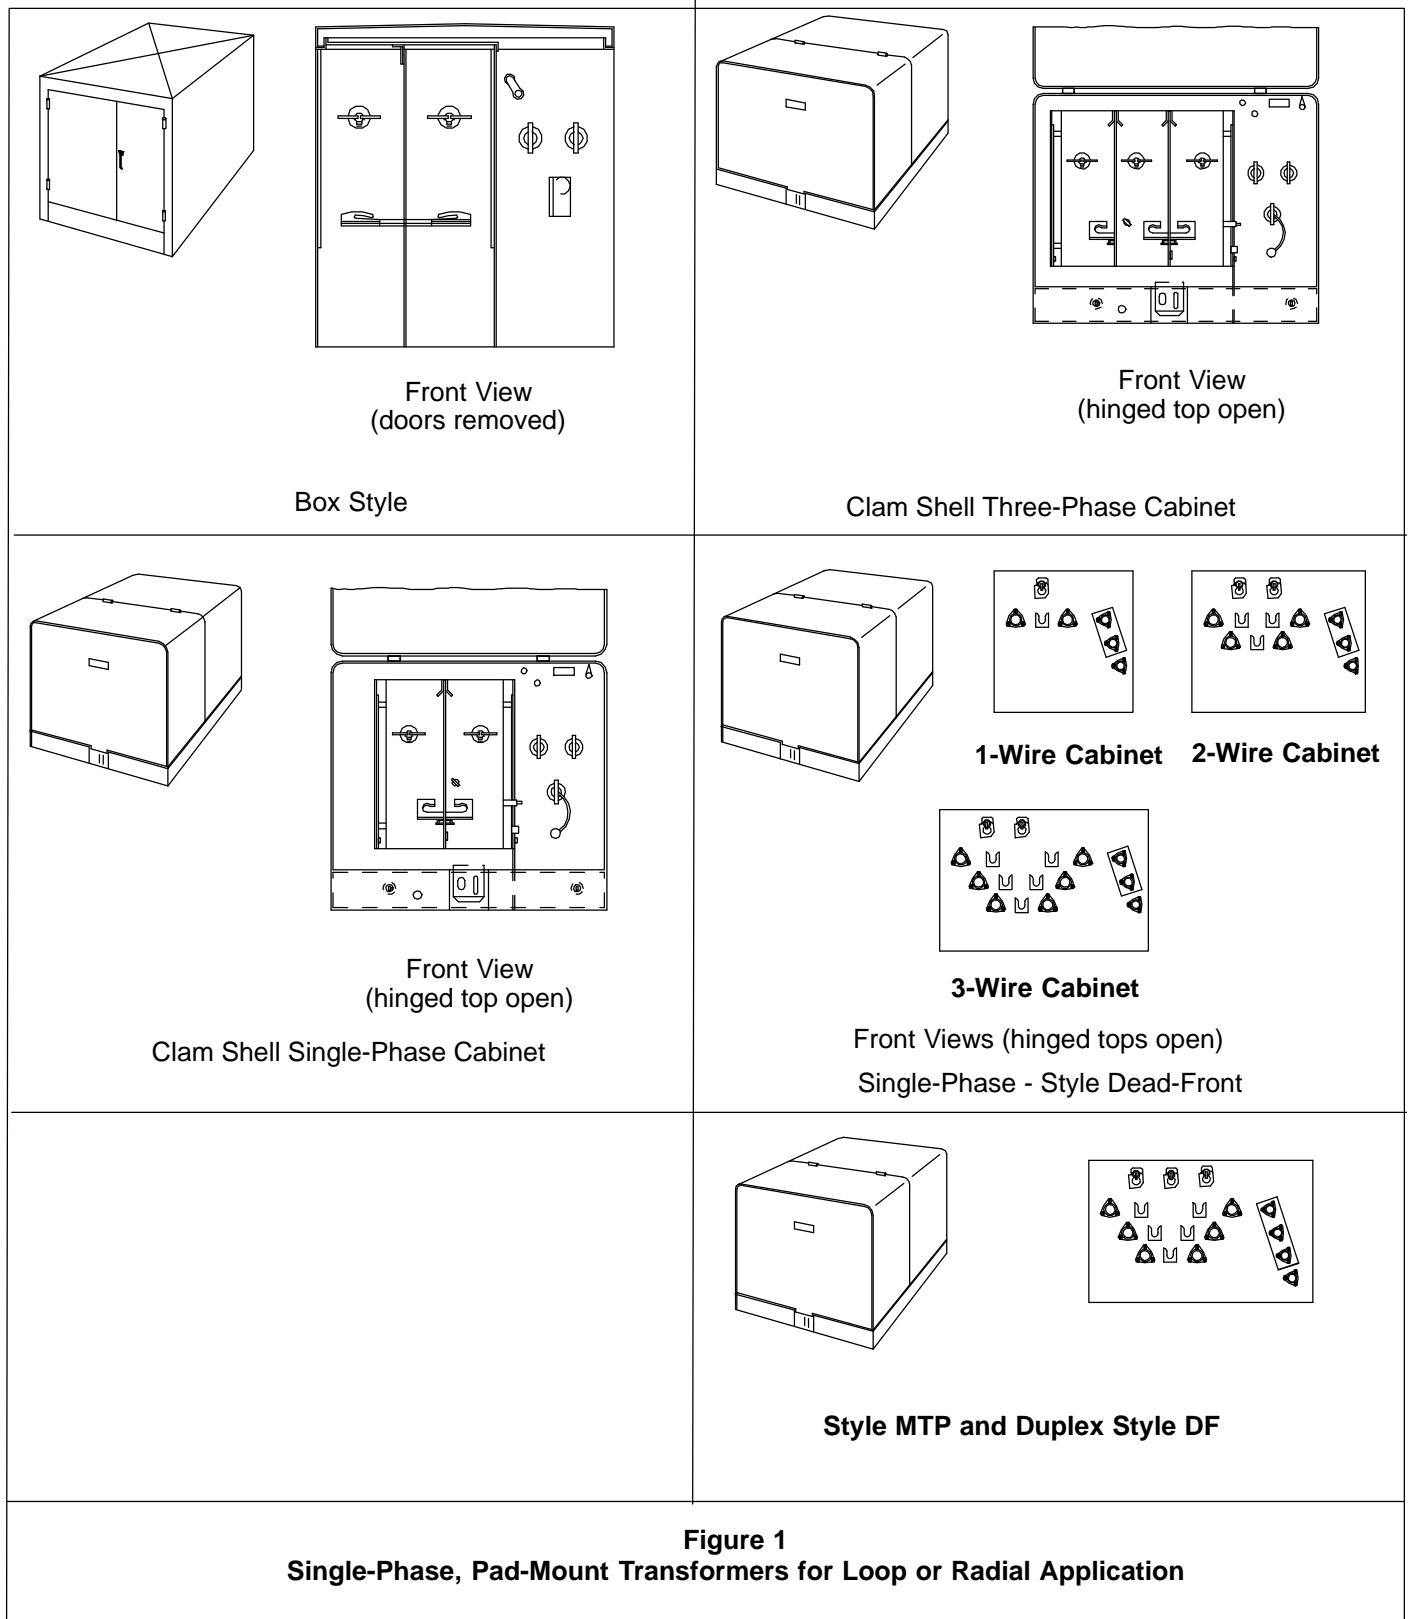 Front View
(doors removed)
Box Style
Front View
(hinged top open)
Clam Shell Three-Phase Cabinet
Front View
(hinged top open)
Clam Shell Single-Phase Cabinet
1-Wire Cabinet
2-Wire Cabinet
3-Wire Cabinet
Front Views (hinged tops open)
Single-Phase - Style Dead-Front
Style MTP and Duplex Style DF
Figure 1
Single-Phase, Pad-Mount Transformers for Loop or Radial Application